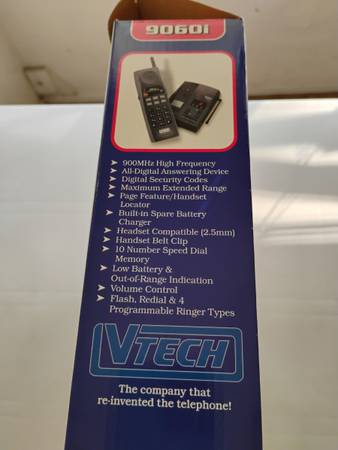 9060I
➤ 900MHz High Frequency
➤ All-Digital Answering Device
➤ Digital Security Codes
➤ Maximum Extended Range
➤ Page Feature/Handset
Locator
➤ Built-in Spare Battery
Charger
➤ Headset Compatible (2.5mm)
➤ Handset Belt Clip
➤ 10 Number Speed Dial
Memory
➤ Low Battery &
Out-of-Range Indication
➤ Volume Control
➤ Flash, Redial & 4
Programmable Ringer Types
VTECH
The company that
re-invented the telephone!